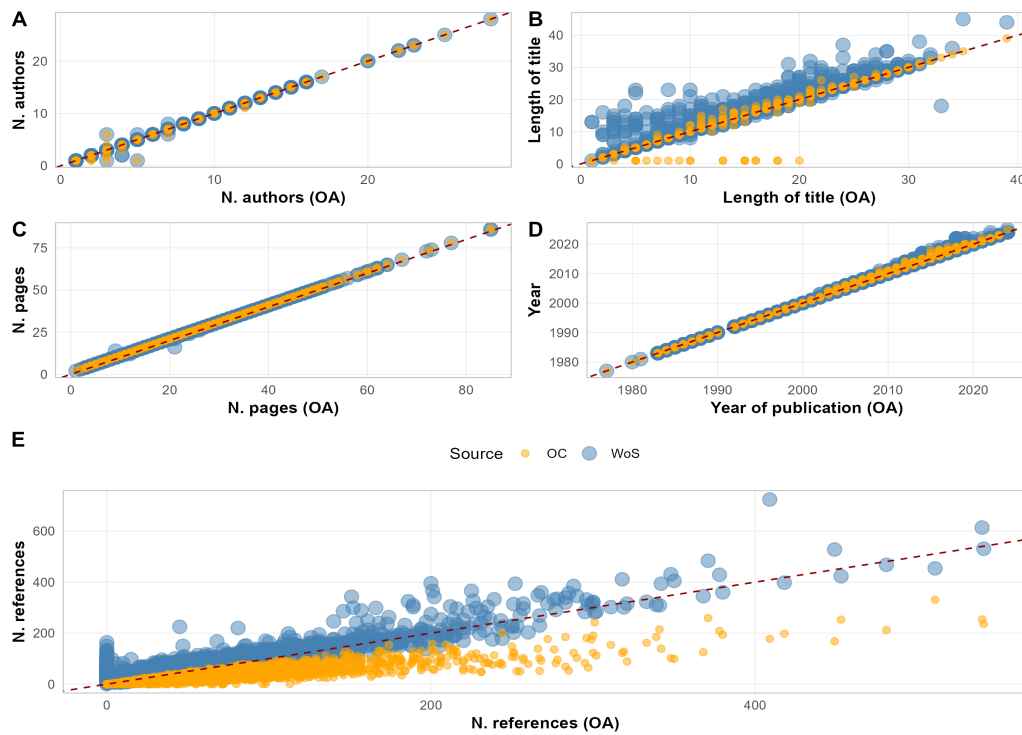 A
N. authors
20
10
0
0
10
20
N. authors (OA)
B
Length of title
40
30
20
10
0
0
10
20
30
40
Length of title (OA)
C
N. pages
75
50
25
0
0
20
40
60
80
N. pages (OA)
D
Year
2020
2010
2000
1990
1980
1980
1990
2000
2010
2020
Year of publication (OA)
E
Source
OC
WoS
N. references
600
400
200
0
0
200
400
N. references (OA)